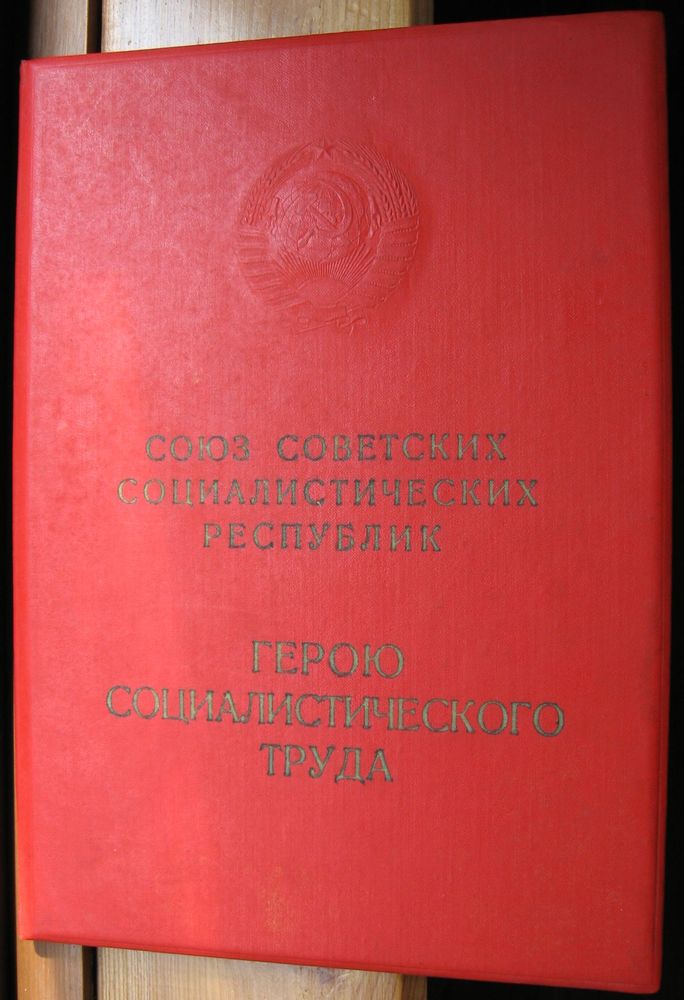 СОЮЗ СОВЕТСКИХ
СОЦИАЛИСТИЧЕСКИХ
РЕСПУБЛИК
ГЕРОЮ
СОЦИАЛИСТИЧЕСКОГО
ТРУДА